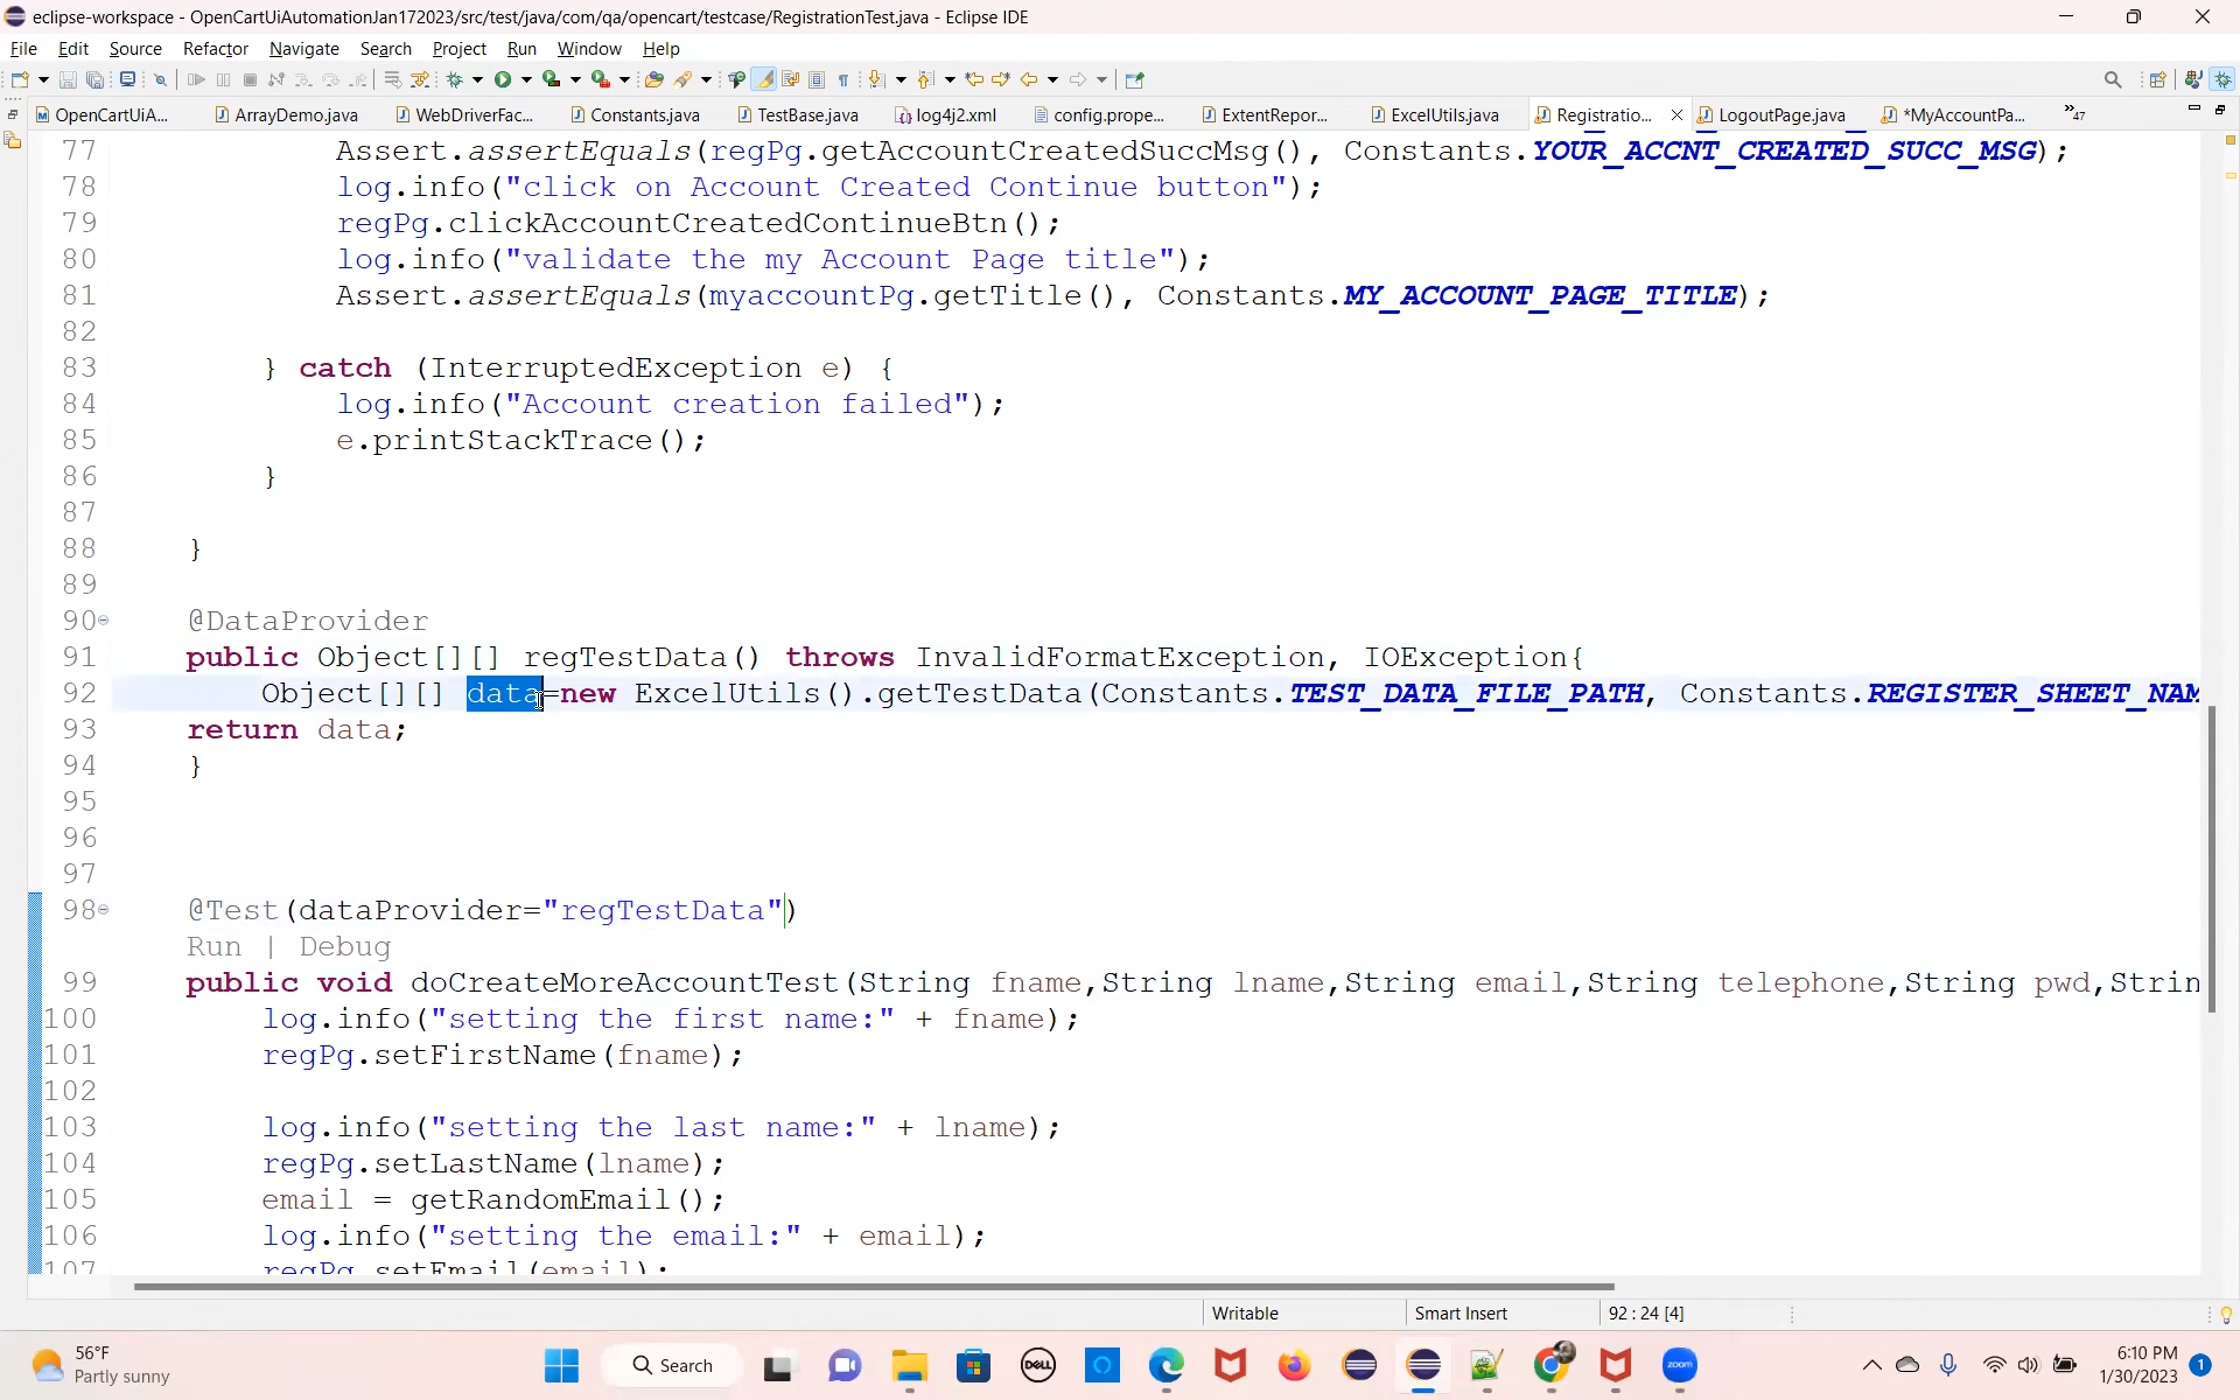 eclipse-workspace - OpenCartUiAutomationJan172023/src/test/java/com/qa/opencart/testcase/RegistrationTest.java - Eclipse IDE
File Edit Source Refactor Navigate Search Project Run Window Help
OpenCartUiA... ArrayDemo.java WebDriverFac... Constants.java TestBase.java log4j2.xml config.prope... ExtentRepor... ExcelUtils.java Registratio... LogoutPage.java *MyAccountPa... »47
77 Assert.assertEquals(regPg.getAccountCreatedSuccMsg(), Constants.YOUR_ACCNT_CREATED_SUCC_MSG);
78 log.info("click on Account Created Continue button");
79 regPg.clickAccountCreatedContinueBtn();
80 log.info("validate the my Account Page title");
81 Assert.assertEquals(myaccountPg.getTitle(), Constants.MY_ACCOUNT_PAGE_TITLE);
82
83 } catch (InterruptedException e) {
84 log.info("Account creation failed");
85 e.printStackTrace();
86 }
87
88 }
89
90 @DataProvider
91 public Object[][] regTestData() throws InvalidFormatException, IOException{
92 Object[][] data=new ExcelUtils().getTestData(Constants.TEST_DATA_FILE_PATH, Constants.REGISTER_SHEET_NAM
93 return data;
94 }
95
96
97
98 @Test(dataProvider="regTestData")
Run | Debug
99 public void doCreateMoreAccountTest(String fname,String lname,String email,String telephone,String pwd,Strin
100 log.info("setting the first name:" + fname);
101 regPg.setFirstName(fname);
102
103 log.info("setting the last name:" + lname);
104 regPg.setLastName(lname);
105 email = getRandomEmail();
106 log.info("setting the email:" + email);
107 regPg.setEmail(email);
Writable Smart Insert 92 : 24 [4]
56°F
Partly sunny
Search
DELL
zoom
6:10 PM
1/30/2023
1